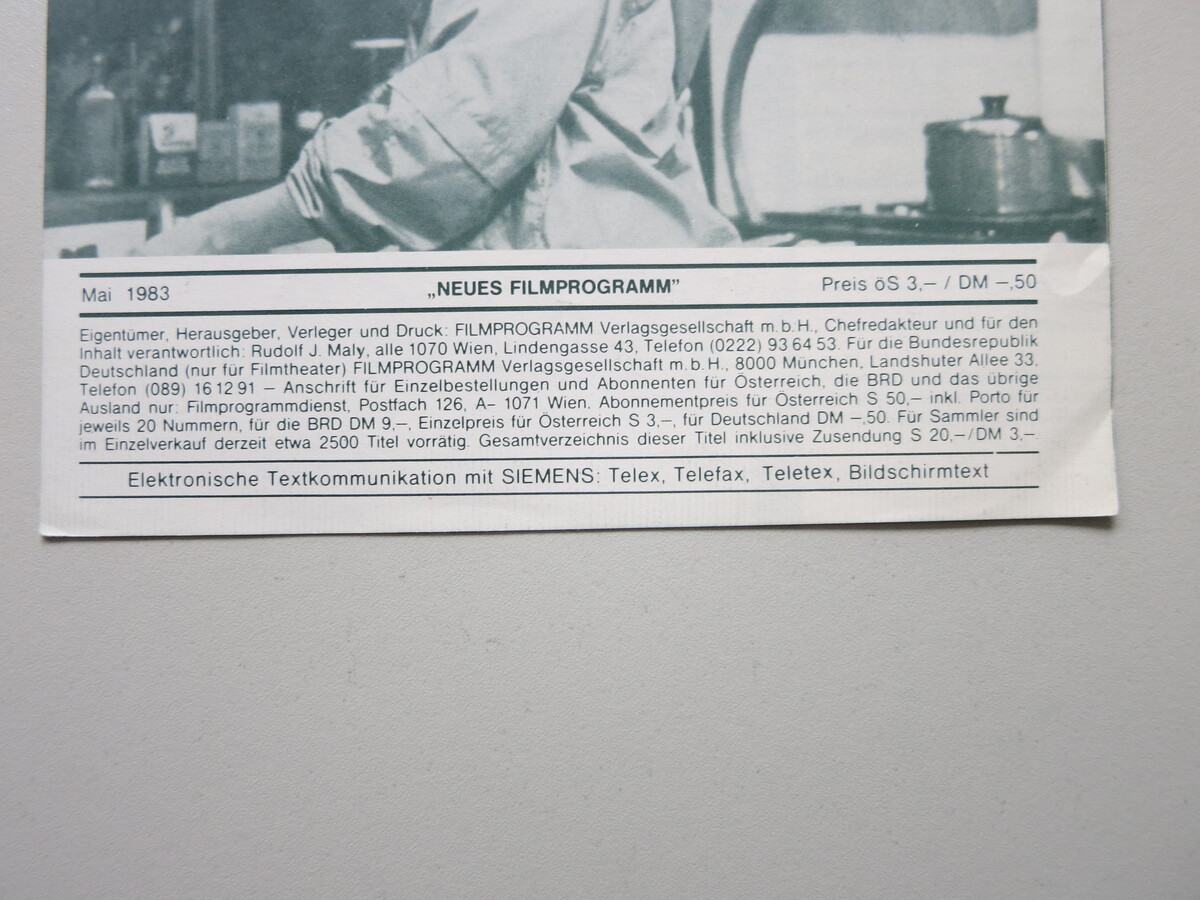 Mai 1983 „NEUES FILMPROGRAMM” Preis öS 3,– / DM –,50
Eigentümer, Herausgeber, Verleger und Druck: FILMPROGRAMM Verlagsgesellschaft m.b.H., Chefredakteur und für den
Inhalt verantwortlich: Rudolf J. Maly, alle 1070 Wien, Lindengasse 43, Telefon (0222) 93 64 53. Für die Bundesrepublik
Deutschland (nur für Filmtheater) FILMPROGRAMM Verlagsgesellschaft m.b.H., 8000 München, Landshuter Allee 33,
Telefon (089) 16 12 91 – Anschrift für Einzelbestellungen und Abonnenten für Österreich, die BRD und das übrige
Ausland nur: Filmprogrammdienst, Postfach 126, A– 1071 Wien. Abonnementpreis für Österreich S 50,– inkl. Porto für
jeweils 20 Nummern, für die BRD DM 9,–, Einzelpreis für Österreich S 3,–, für Deutschland DM –,50. Für Sammler sind
im Einzelverkauf derzeit etwa 2500 Titel vorrätig. Gesamtverzeichnis dieser Titel inklusive Zusendung S 20,–/DM 3,–.
Elektronische Textkommunikation mit SIEMENS: Telex, Telefax, Teletex, Bildschirmtext